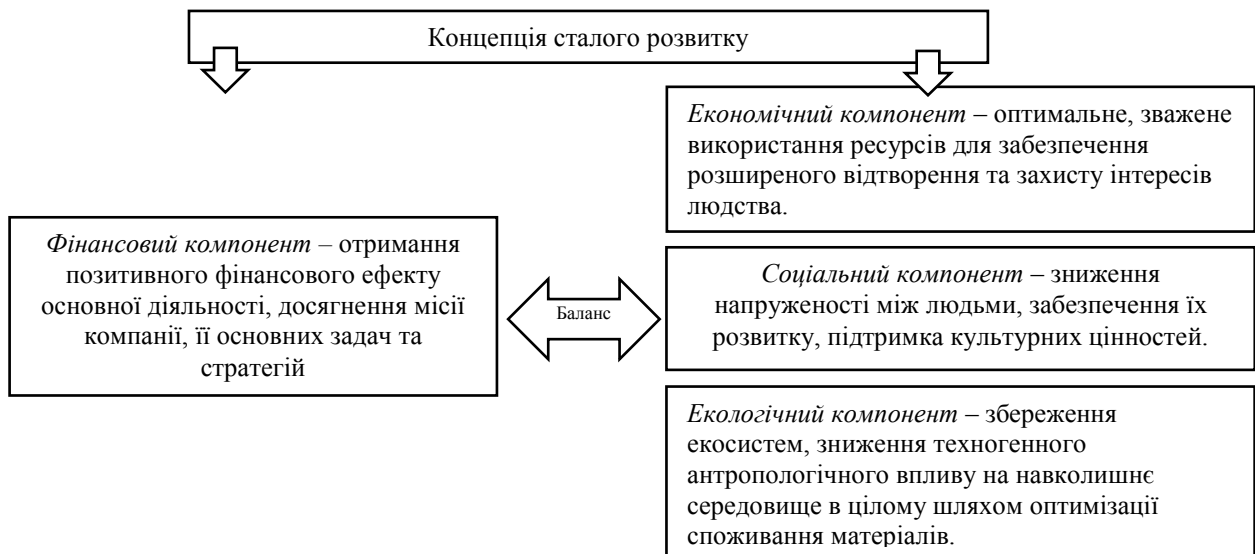 Концепція сталого розвитку
Економічний компонент – оптимальне, зважене
використання ресурсів для забезпечення
розширеного відтворення та захисту інтересів
людства.
Фінансовий компонент – отримання
позитивного фінансового ефекту
основної діяльності, досягнення місії
компанії, її основних задач та
стратегій
Баланс
Соціальний компонент – зниження
напруженості між людьми, забезпечення їх
розвитку, підтримка культурних цінностей.
Екологічний компонент – збереження
екосистем, зниження техногенного
антропологічного впливу на навколишнє
середовище в цілому шляхом оптимізації
споживання матеріалів.